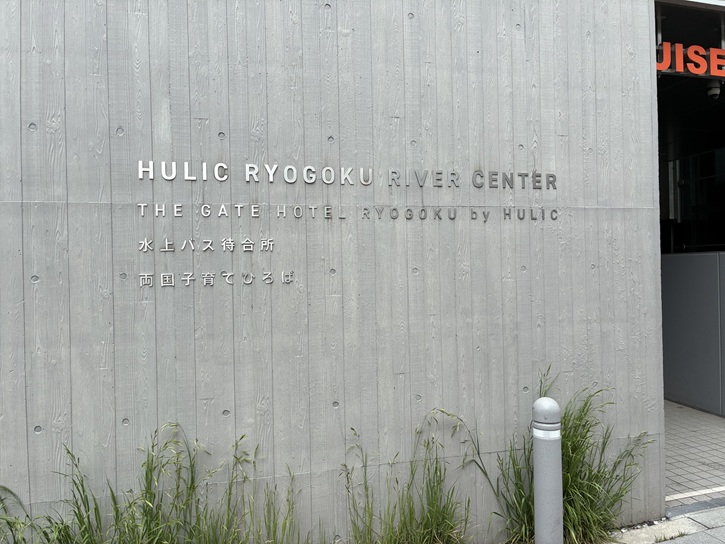 HULIC RYOGOKU RIVER CENTER
THE GATE HOTEL RYOGOKU by HULIC
水上バス待合所
両国子育てひろば
UISE